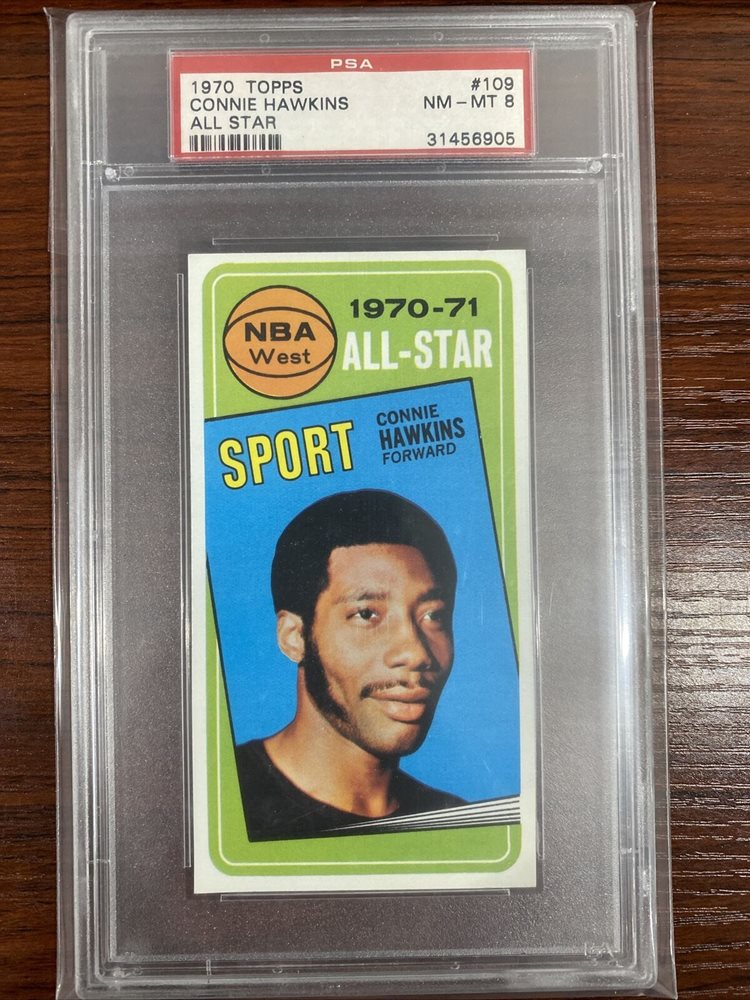 PSA
1970 TOPPS #109
CONNIE HAWKINS NM - MT 8
ALL STAR
31456905
NBA
West
1970-71
ALL-STAR
SPORT
CONNIE
HAWKINS
FORWARD